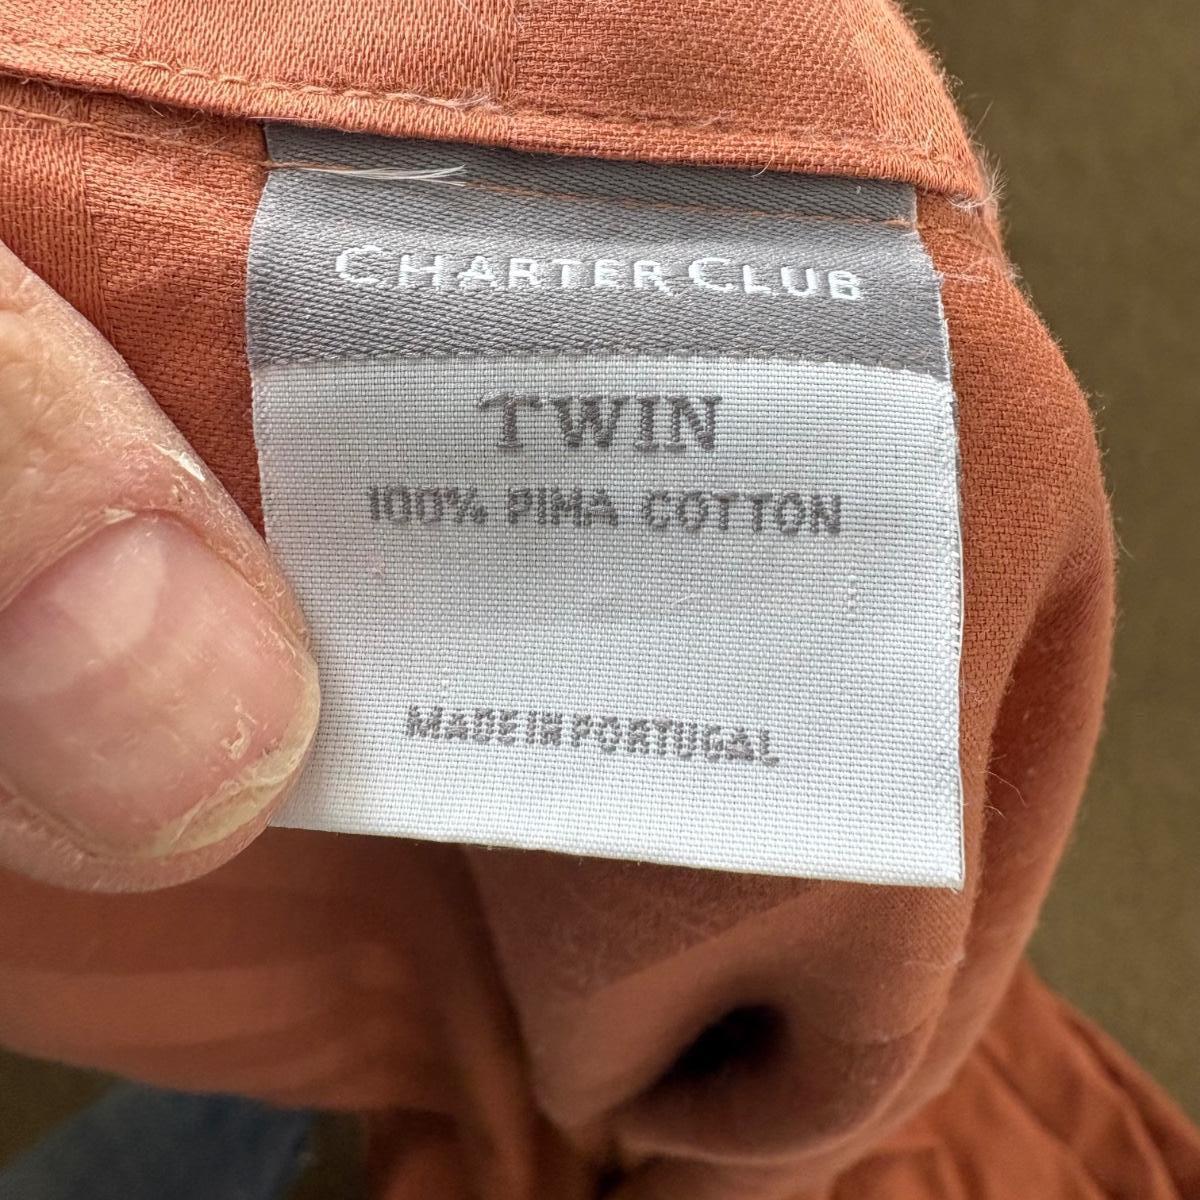 CHARTER CLUB
TWIN
100% PIMA COTTON
MADE IN PORTUGAL